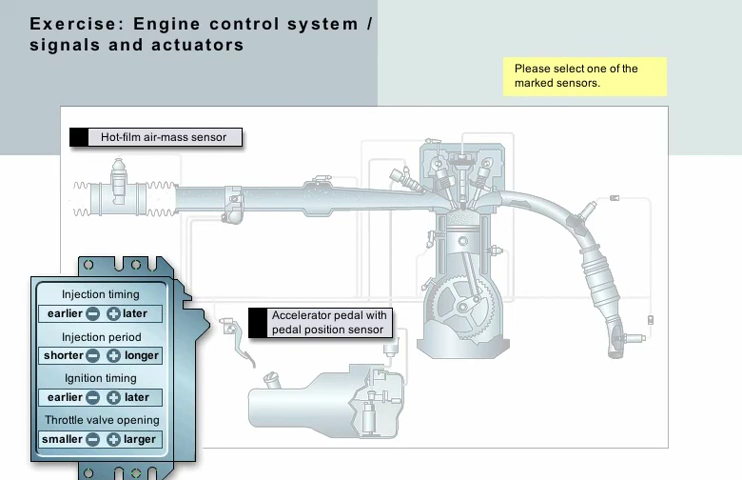 Exercise: Engine control system /
signals and actuators
Please select one of the
marked sensors.
Hot-film air-mass sensor
Accelerator pedal with
pedal position sensor
Injection timing
earlier later
Injection period
shorter longer
Ignition timing
earlier later
Throttle valve opening
smaller larger